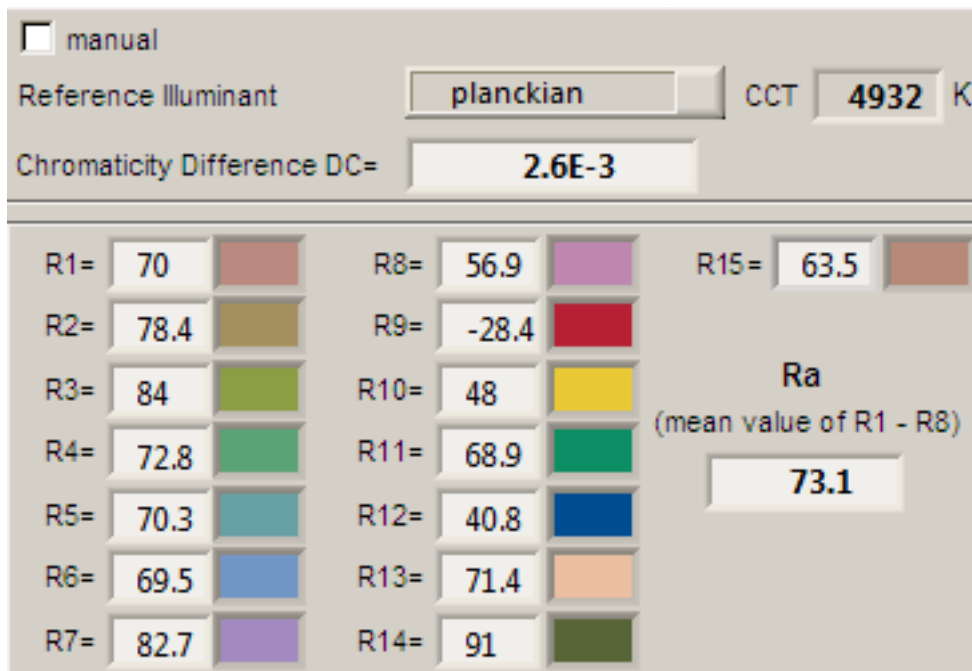 manual
Reference Illuminant planckian CCT 4932 K
Chromaticity Difference DC= 2.6E-3
R1= 70 R8= 56.9 R15= 63.5
R2= 78.4 R9= -28.4
R3= 84 R10= 48 Ra
(mean value of R1 - R8)
R4= 72.8 R11= 68.9
73.1
R5= 70.3 R12= 40.8
R6= 69.5 R13= 71.4
R7= 82.7 R14= 91